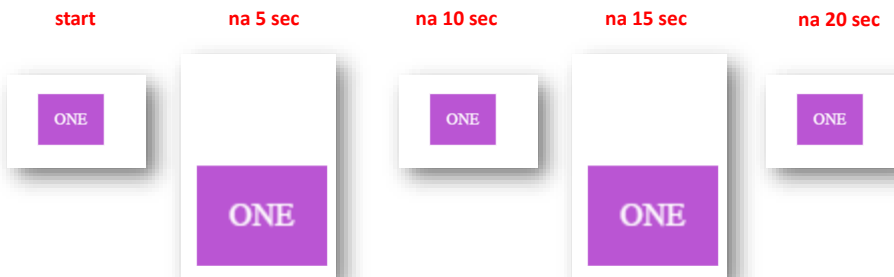 start
na 5 sec
na 10 sec
na 15 sec
na 20 sec
ONE
ONE
ONE
ONE
ONE